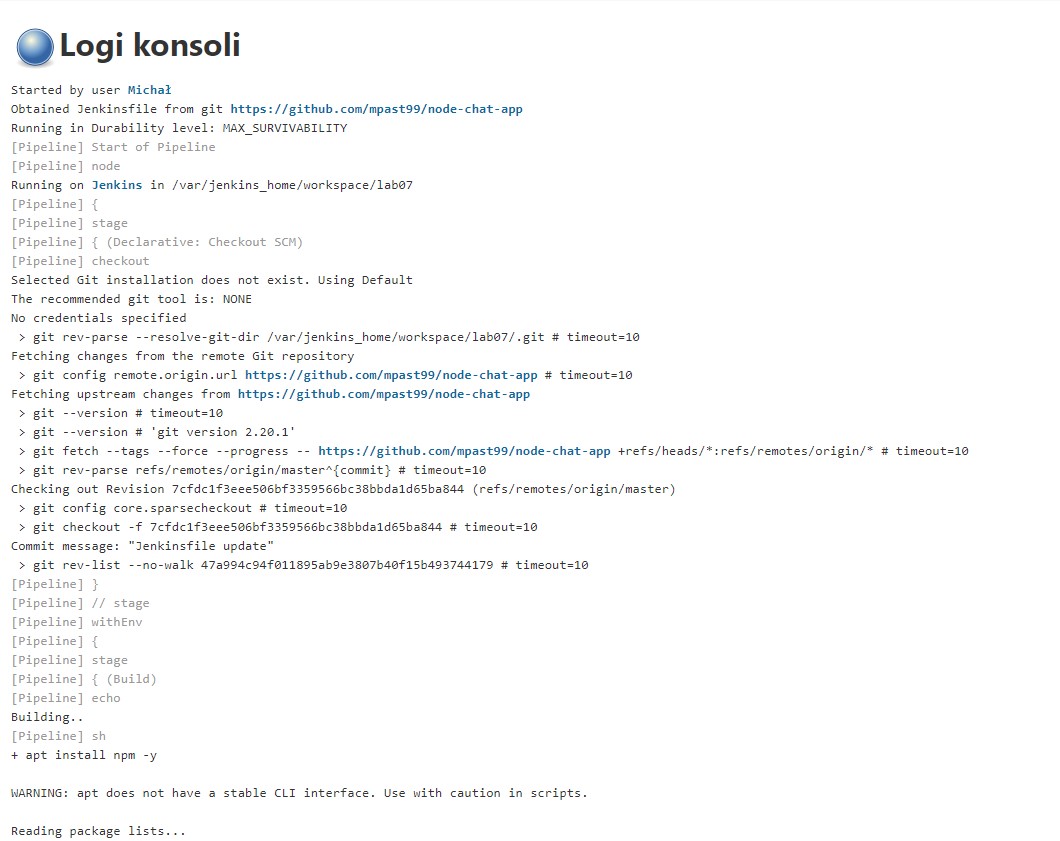 Logi konsoli
Started by user Michał
Obtained Jenkinsfile from git https://github.com/mpast99/node-chat-app
Running in Durability level: MAX_SURVIVABILITY
[Pipeline] Start of Pipeline
[Pipeline] node
Running on Jenkins in /var/jenkins_home/workspace/lab07
[Pipeline] {
[Pipeline] stage
[Pipeline] { (Declarative: Checkout SCM)
[Pipeline] checkout
Selected Git installation does not exist. Using Default
The recommended git tool is: NONE
No credentials specified
 > git rev-parse --resolve-git-dir /var/jenkins_home/workspace/lab07/.git # timeout=10
Fetching changes from the remote Git repository
 > git config remote.origin.url https://github.com/mpast99/node-chat-app # timeout=10
Fetching upstream changes from https://github.com/mpast99/node-chat-app
 > git --version # timeout=10
 > git --version # 'git version 2.20.1'
 > git fetch --tags --force --progress -- https://github.com/mpast99/node-chat-app +refs/heads/*:refs/remotes/origin/* # timeout=10
 > git rev-parse refs/remotes/origin/master^{commit} # timeout=10
Checking out Revision 7cfdc1f3eee506bf3359566bc38bbda1d65ba844 (refs/remotes/origin/master)
 > git config core.sparsecheckout # timeout=10
 > git checkout -f 7cfdc1f3eee506bf3359566bc38bbda1d65ba844 # timeout=10
Commit message: "Jenkinsfile update"
 > git rev-list --no-walk 47a994c94f011895ab9e3807b40f15b493744179 # timeout=10
[Pipeline] }
[Pipeline] // stage
[Pipeline] withEnv
[Pipeline] {
[Pipeline] stage
[Pipeline] { (Build)
[Pipeline] echo
Building..
[Pipeline] sh
+ apt install npm -y
WARNING: apt does not have a stable CLI interface. Use with caution in scripts.
Reading package lists...